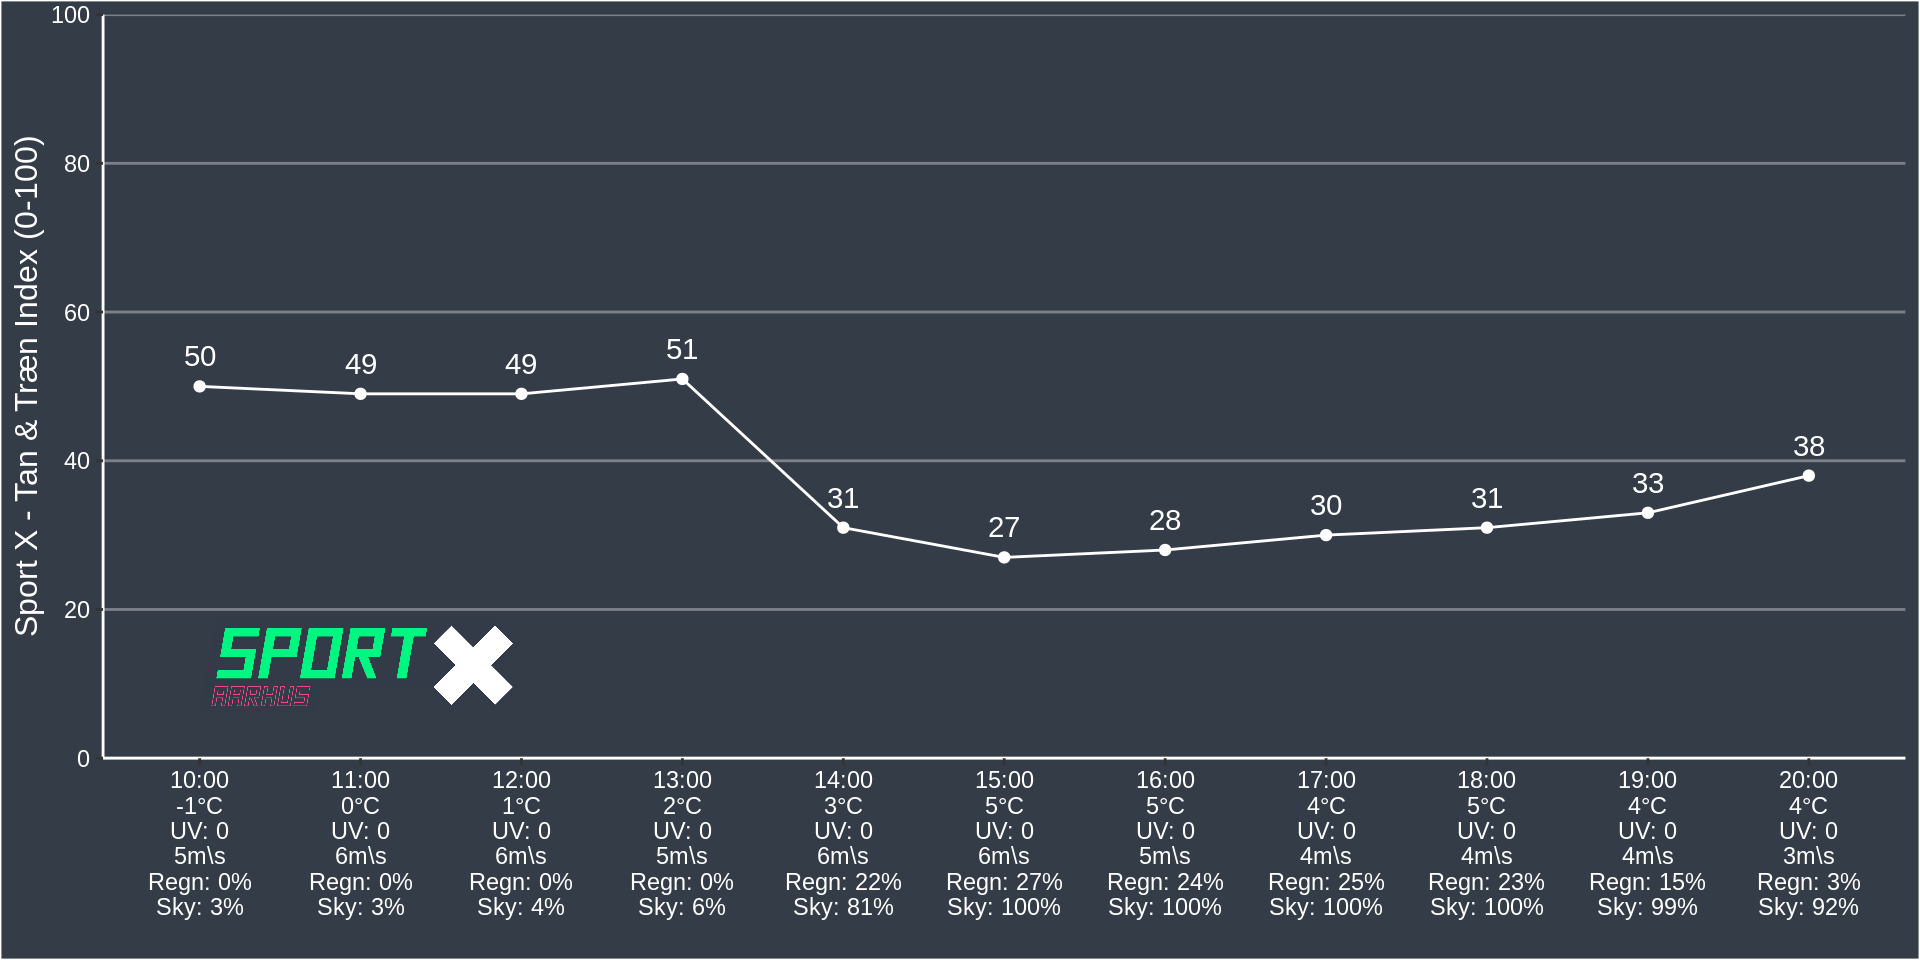 Sport X - Tan & Træn Index (0-100)
100
80
60
40
20
0
50
49
49
51
31
27
28
30
31
33
38
SPORT X
AARHUS
10:00 11:00 12:00 13:00 14:00 15:00 16:00 17:00 18:00 19:00 20:00
-1°C 0°C 1°C 2°C 3°C 5°C 5°C 4°C 5°C 4°C 4°C
UV: 0 UV: 0 UV: 0 UV: 0 UV: 0 UV: 0 UV: 0 UV: 0 UV: 0 UV: 0 UV: 0
5m\s 6m\s 6m\s 5m\s 6m\s 6m\s 5m\s 4m\s 4m\s 4m\s 3m\s
Regn: 0% Regn: 0% Regn: 0% Regn: 0% Regn: 22% Regn: 27% Regn: 24% Regn: 25% Regn: 23% Regn: 15% Regn: 3%
Sky: 3% Sky: 3% Sky: 4% Sky: 6% Sky: 81% Sky: 100% Sky: 100% Sky: 100% Sky: 100% Sky: 99% Sky: 92%